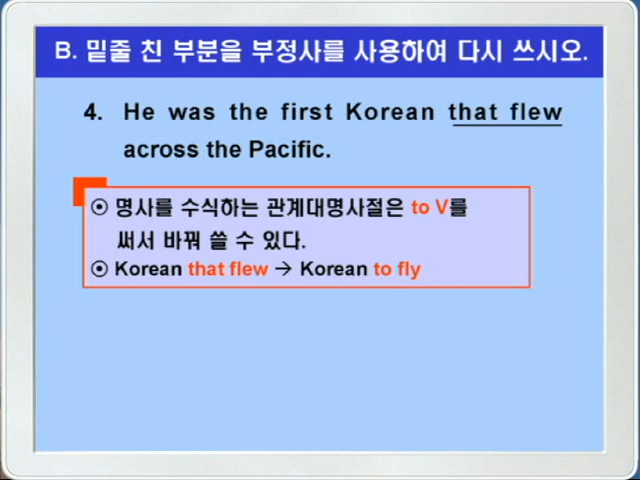 B. 밑줄 친 부분을 부정사를 사용하여 다시 쓰시오.
4. He was the first Korean that flew
across the Pacific.
⊙ 명사를 수식하는 관계대명사절은 to V를
써서 바꿔 쓸 수 있다.
⊙ Korean that flew → Korean to fly